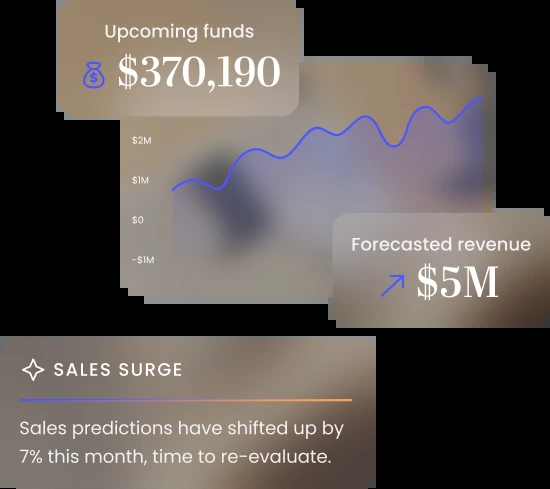 Upcoming funds
$370,190
$2M
$1M
$0
-$1M
Forecasted revenue
$5M
SALES SURGE
Sales predictions have shifted up by
7% this month, time to re-evaluate.